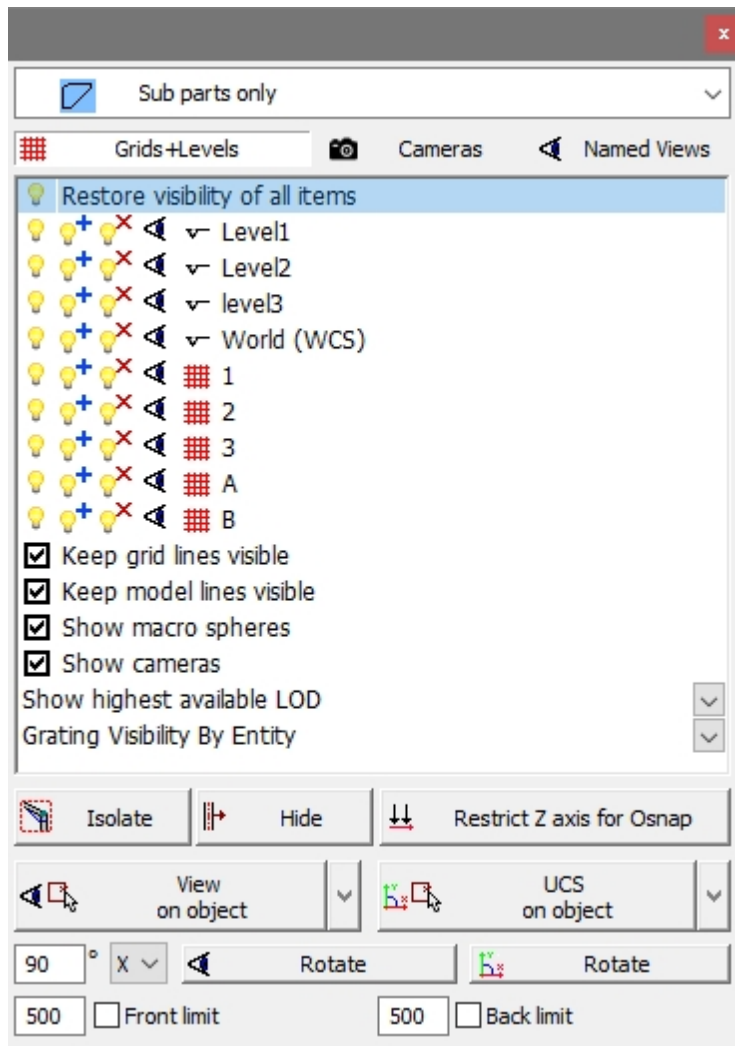 x
Sub parts only
Grids+Levels Cameras Named Views
Restore visibility of all items
Level1
Level2
level3
World (WCS)
1
2
3
A
B
Keep grid lines visible
Keep model lines visible
Show macro spheres
Show cameras
Show highest available LOD
Grating Visibility By Entity
Isolate Hide Restrict Z axis for Osnap
View
on object
UCS
on object
90 ° X Rotate Rotate
500 Front limit 500 Back limit